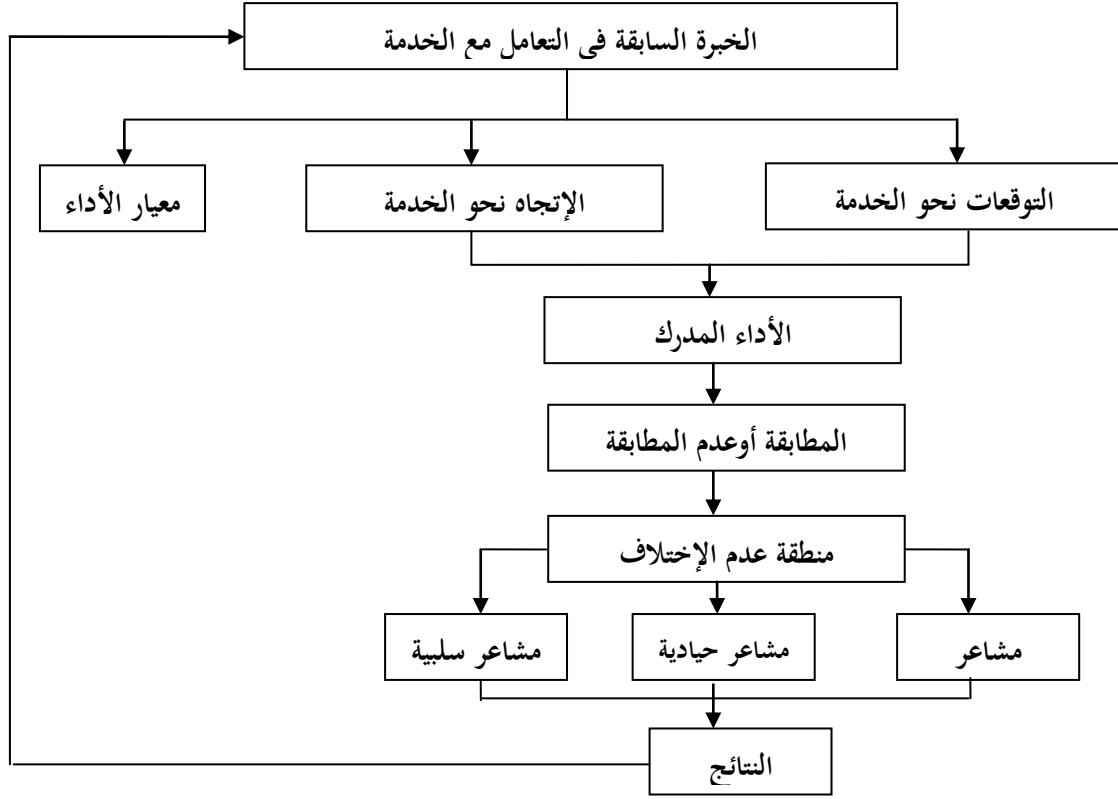 الخبرة السابقة فى التعامل مع الخدمة
التوقعات نحو الخدمة
الإتجاه نحو الخدمة
معيار الأداء
الأداء المدرك
المطابقة أوعدم المطابقة
منطقة عدم الإختلاف
مشاعر
مشاعر حيادية
مشاعر سلبية
النتائج